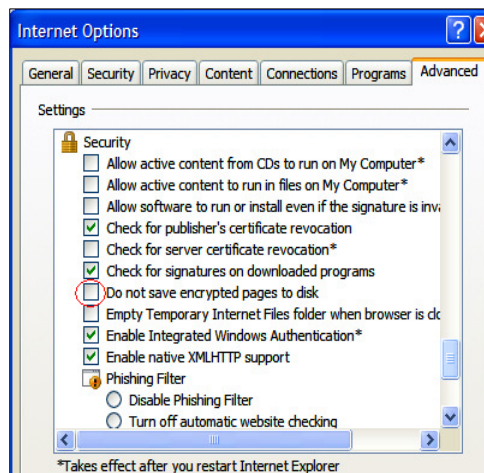 Internet Options
?
General Security Privacy Content Connections Programs Advanced
Settings
Security
Allow active content from CDs to run on My Computer*
Allow active content to run in files on My Computer*
Allow software to run or install even if the signature is inva
Check for publisher's certificate revocation
Check for server certificate revocation*
Check for signatures on downloaded programs
Do not save encrypted pages to disk
Empty Temporary Internet Files folder when browser is clo
Enable Integrated Windows Authentication*
Enable native XMLHTTP support
Phishing Filter
Disable Phishing Filter
Turn off automatic website checking
*Takes effect after you restart Internet Explorer